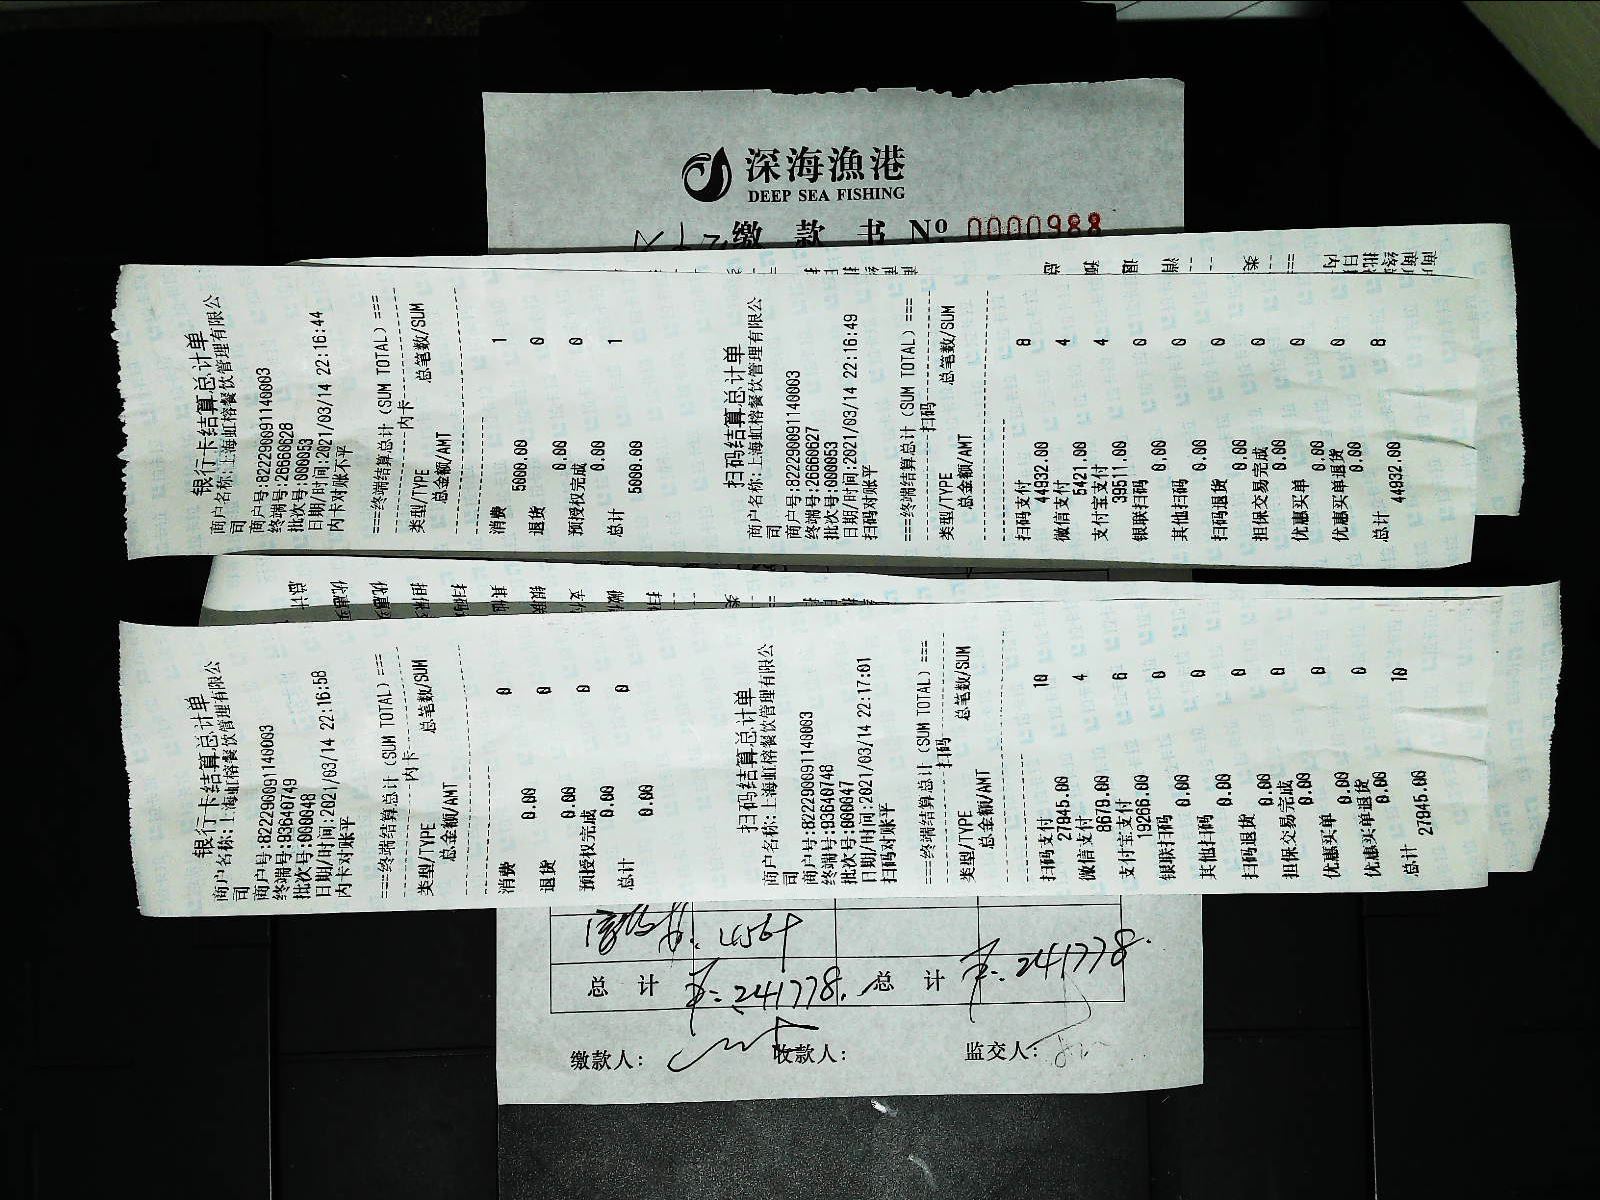 深海漁港
DEEP SEA FISHING
缴 款 书 Nº 0000988
银行卡结算总计单
商户名称:上海虹榕餐饮管理有限公
司
商户号:822290091140003
终端号:26660628
批次号:000053
日期/时间:2021/03/14 22:16:44
内卡对账不平
===终端结算总计(SUM TOTAL)===
内卡
类型/TYPE 总笔数/SUM
总金额/AMT
消费 1
5000.00
退货 0
0.00
预授权完成 0
0.00
总计 1
5000.00
扫码结算总计单
商户名称:上海虹榕餐饮管理有限公
司
商户号:822290091140003
终端号:26660627
批次号:000053
日期/时间:2021/03/14 22:16:49
扫码对账平
===终端结算总计(SUM TOTAL)===
扫码
类型/TYPE 总笔数/SUM
总金额/AMT
扫码支付 8
44932.00
微信支付 4
5421.00
支付宝支付 4
39511.00
银联扫码 0
0.00
其他扫码 0
0.00
扫码退货 0
0.00
担保交易完成 0
0.00
优惠买单 0
0.00
优惠买单退货 0
0.00
总计 8
44932.00
银行卡结算总计单
商户名称:上海虹榕餐饮管理有限公
司
商户号:822290091140003
终端号:93640749
批次号:000048
日期/时间:2021/03/14 22:16:58
内卡对账平
===终端结算总计(SUM TOTAL)===
内卡
类型/TYPE 总笔数/SUM
总金额/AMT
消费 0
0.00
退货 0
0.00
预授权完成 0
0.00
总计 0
0.00
扫码结算总计单
商户名称:上海虹榕餐饮管理有限公
司
商户号:822290091140003
终端号:93640748
批次号:000047
日期/时间:2021/03/14 22:17:01
扫码对账平
===终端结算总计(SUM TOTAL)===
扫码
类型/TYPE 总笔数/SUM
总金额/AMT
扫码支付 10
27945.00
微信支付 4
8679.00
支付宝支付 6
19266.00
银联扫码 0
0.00
其他扫码 0
0.00
扫码退货 0
0.00
担保交易完成 0
0.00
优惠买单 0
0.00
优惠买单退货 0
0.00
总计 10
27945.00
总 计 241778. 总 计 241778.
缴款人: 收款人: 监交人: